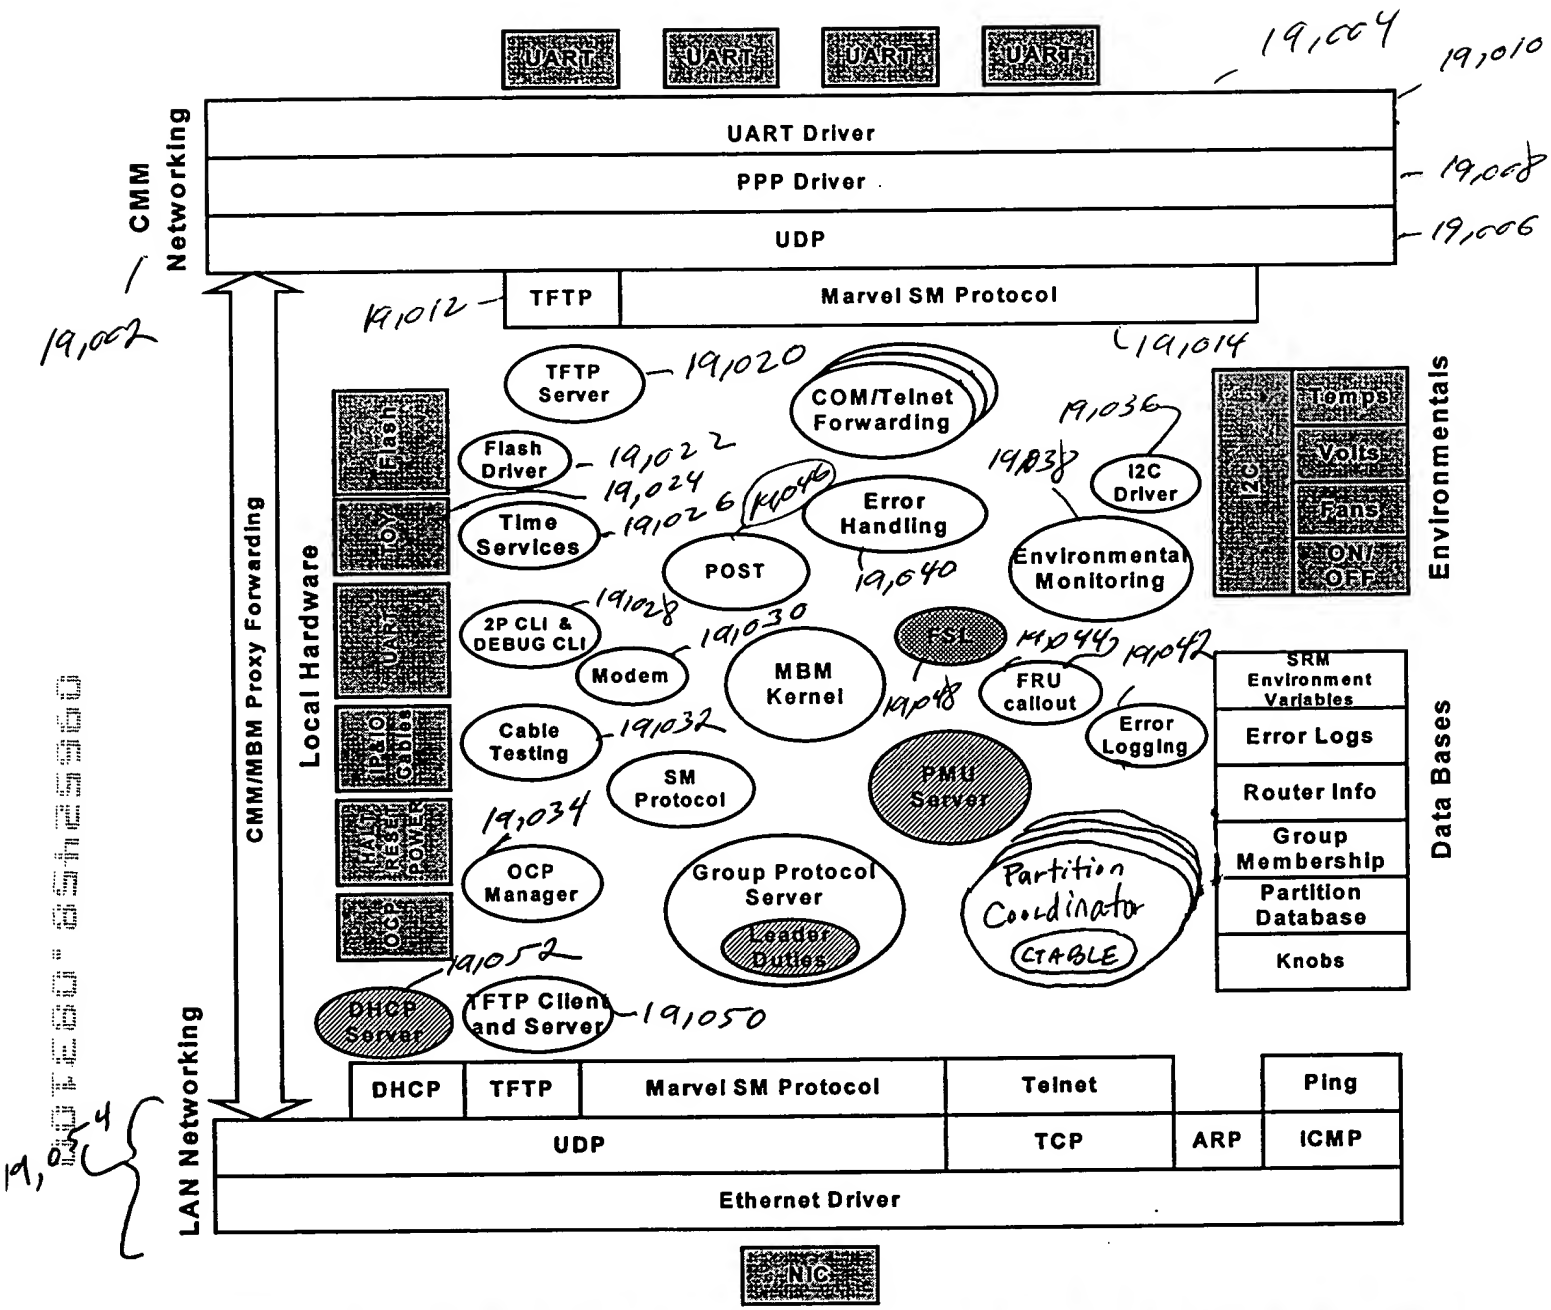 UART UART UART UART
19,004
19,010
UART Driver
PPP Driver
19,008
UDP
19,006
CMM
Networking
19,002
TFTP
Marvel SM Protocol
19,012
19,014
CMM/MBM Proxy Forwarding
Local Hardware
Flash
TOY
UART
IP&IO
Cables
HALT
RESET
POWER
OCP
TFTP
Server
19,020
COM/Telnet
Forwarding
Flash
Driver
19,022
19,024
Time
Services
19,026
POST
19,046
Error
Handling
19,040
19,036
I2C
Driver
19,038
Environmental
Monitoring
I2C
Temps
Volts
Fans
ON/
OFF
Environmentals
2P CLI &
DEBUG CLI
19,028
Modem
19,030
MBM
Kernel
FSL
19,048
19,044
FRU
callout
19,042
Error
Logging
Cable
Testing
19,032
SM
Protocol
PMU
Server
19,034
OCP
Manager
Group Protocol
Server
Leader
Duties
Partition
Coordinator
CTABLE
SRM
Environment
Variables
Error Logs
Router Info
Group
Membership
Partition
Database
Knobs
Data Bases
19,052
DHCP
Server
TFTP Client
and Server
19,050
LAN Networking
19,054
DHCP
TFTP
Marvel SM Protocol
Telnet
Ping
UDP
TCP
ARP
ICMP
Ethernet Driver
NIC